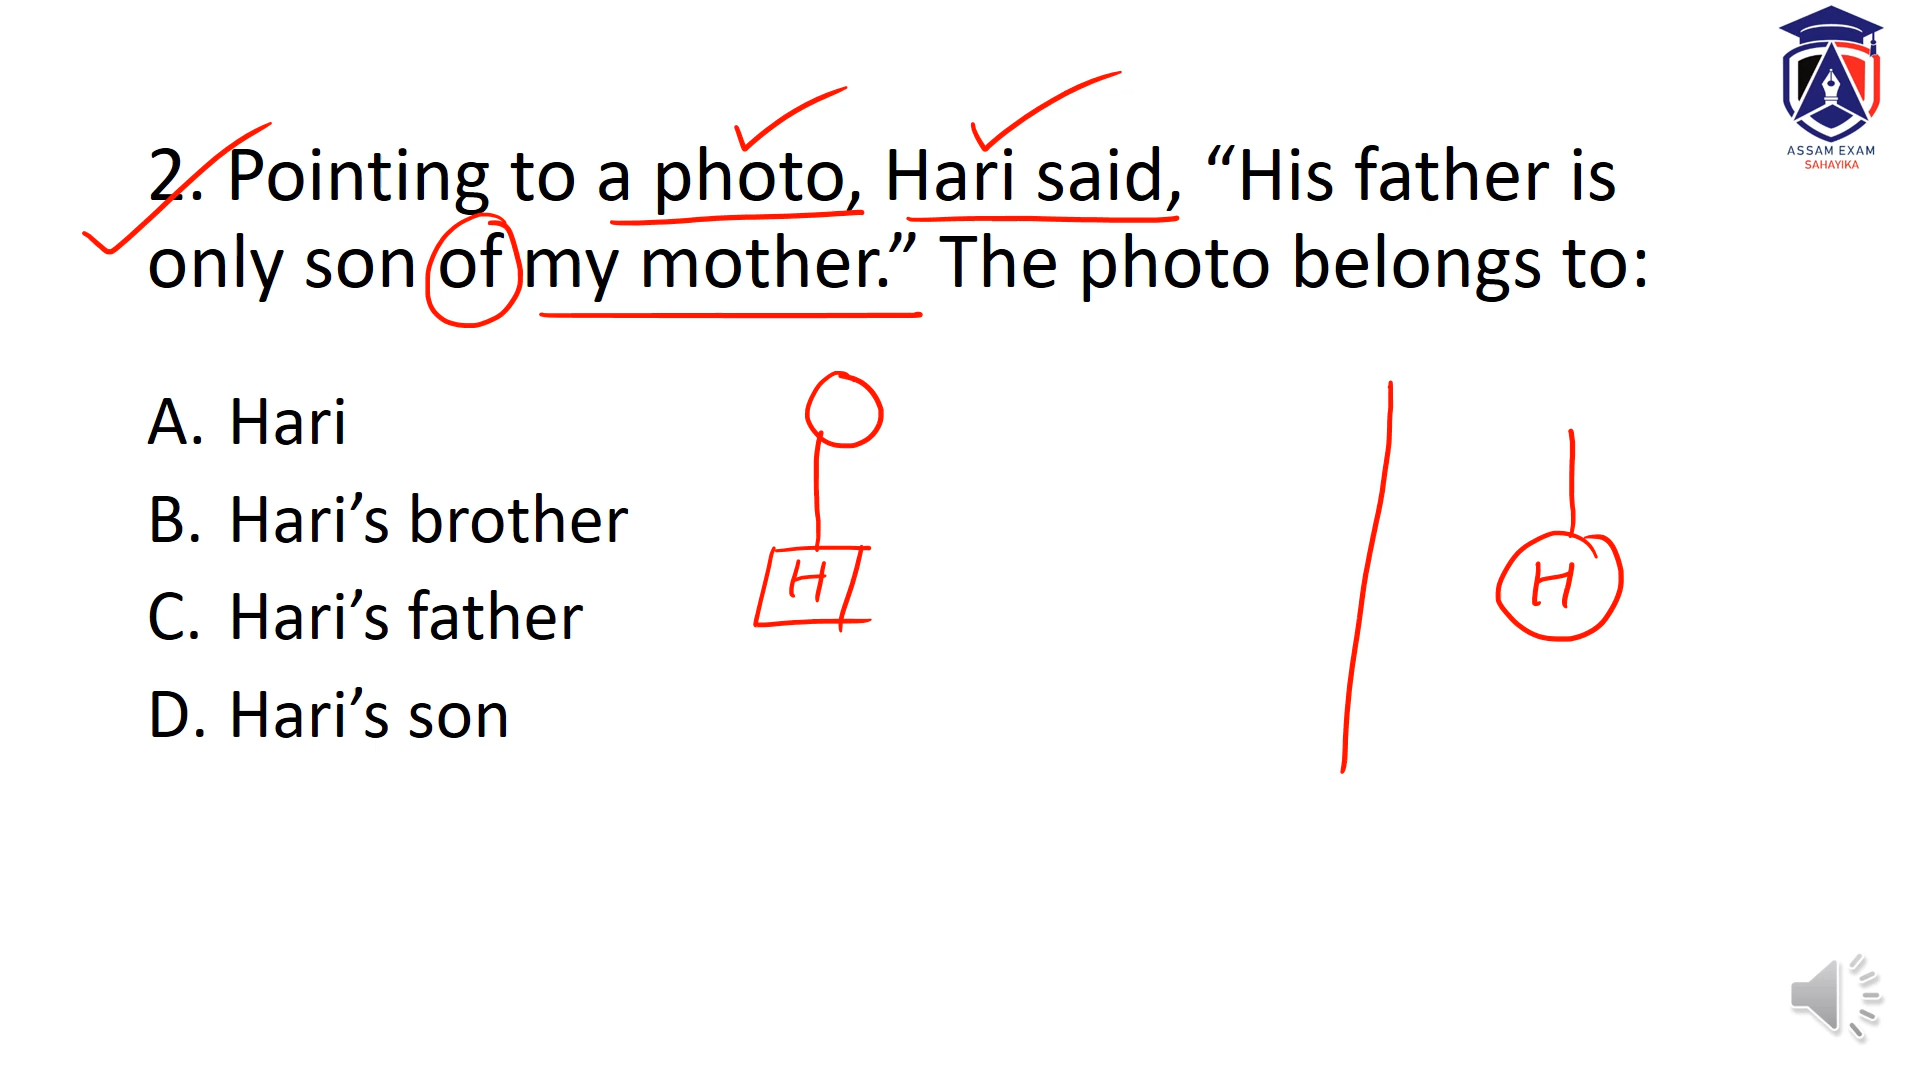 2. Pointing to a photo, Hari said, “His father is
only son of my mother.” The photo belongs to:
A. Hari
B. Hari’s brother
C. Hari’s father
D. Hari’s son
H
H
ASSAM EXAM
SAHAYIKA